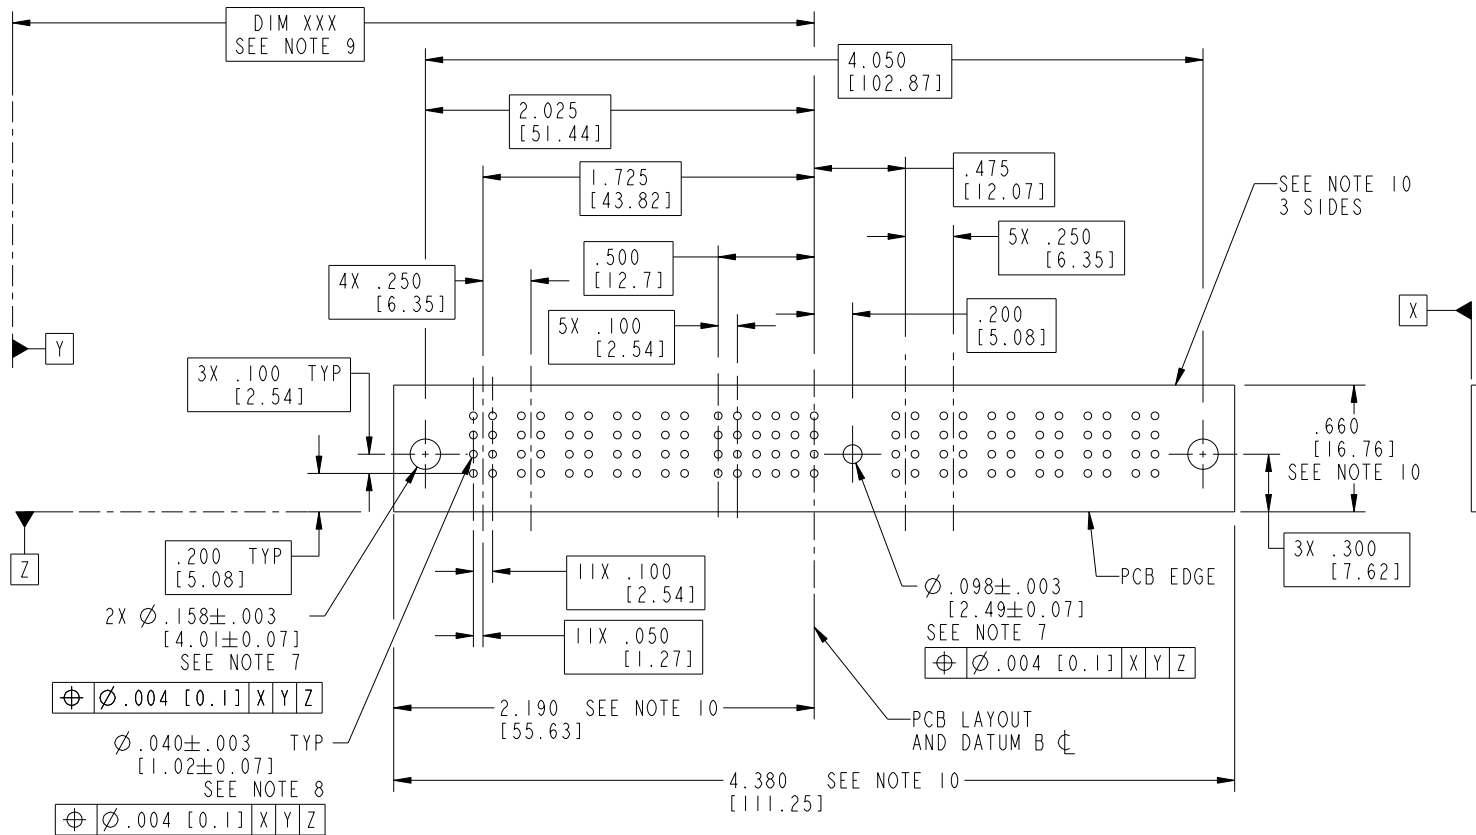 DIM XXX
SEE NOTE 9
4.050
[102.87]
2.025
[51.44]
1.725
[43.82]
.475
[12.07]
SEE NOTE 10
3 SIDES
.500
[12.7]
5X .250
[6.35]
4X .250
[6.35]
5X .100
[2.54]
.200
[5.08]
X
Y
3X .100 TYP
[2.54]
.660
[16.76]
SEE NOTE 10
Z
.200 TYP
[5.08]
3X .300
[7.62]
11X .100
[2.54]
PCB EDGE
2X Ø.158±.003
[4.01±0.07]
SEE NOTE 7
⌖ Ø.004 [0.1] X Y Z
11X .050
[1.27]
Ø.098±.003
[2.49±0.07]
SEE NOTE 7
⌖ Ø.004 [0.1] X Y Z
2.190 SEE NOTE 10
[55.63]
PCB LAYOUT
AND DATUM B ℄
Ø.040±.003 TYP
[1.02±0.07]
SEE NOTE 8
⌖ Ø.004 [0.1] X Y Z
4.380 SEE NOTE 10
[111.25]